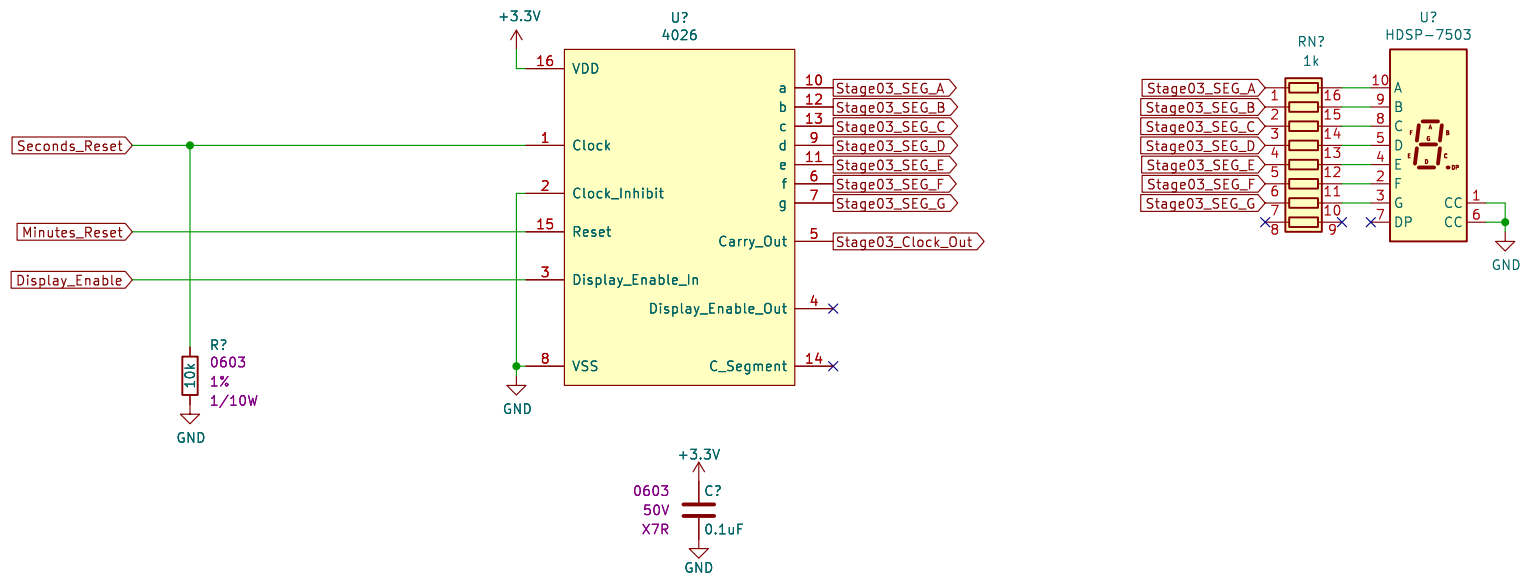 +3.3V
U?
4026
16
VDD
a
10
Stage03_SEG_A
b
12
Stage03_SEG_B
c
13
Stage03_SEG_C
Seconds_Reset
1
Clock
d
9
Stage03_SEG_D
e
11
Stage03_SEG_E
f
6
Stage03_SEG_F
2
Clock_Inhibit
g
7
Stage03_SEG_G
Minutes_Reset
15
Reset
Carry_Out
5
Stage03_Clock_Out
Display_Enable
3
Display_Enable_In
Display_Enable_Out
4
8
VSS
C_Segment
14
GND
R?
0603
10k
1%
1/10W
GND
+3.3V
0603
C?
50V
X7R
0.1uF
GND
RN?
1k
U?
HDSP-7503
Stage03_SEG_A
1
16
10
A
Stage03_SEG_B
2
15
9
B
Stage03_SEG_C
3
14
8
C
Stage03_SEG_D
4
13
5
D
Stage03_SEG_E
5
12
4
E
Stage03_SEG_F
6
11
2
F
Stage03_SEG_G
7
10
3
G
8
9
7
DP
A
F
B
G
E
C
D
DP
CC
1
CC
6
GND